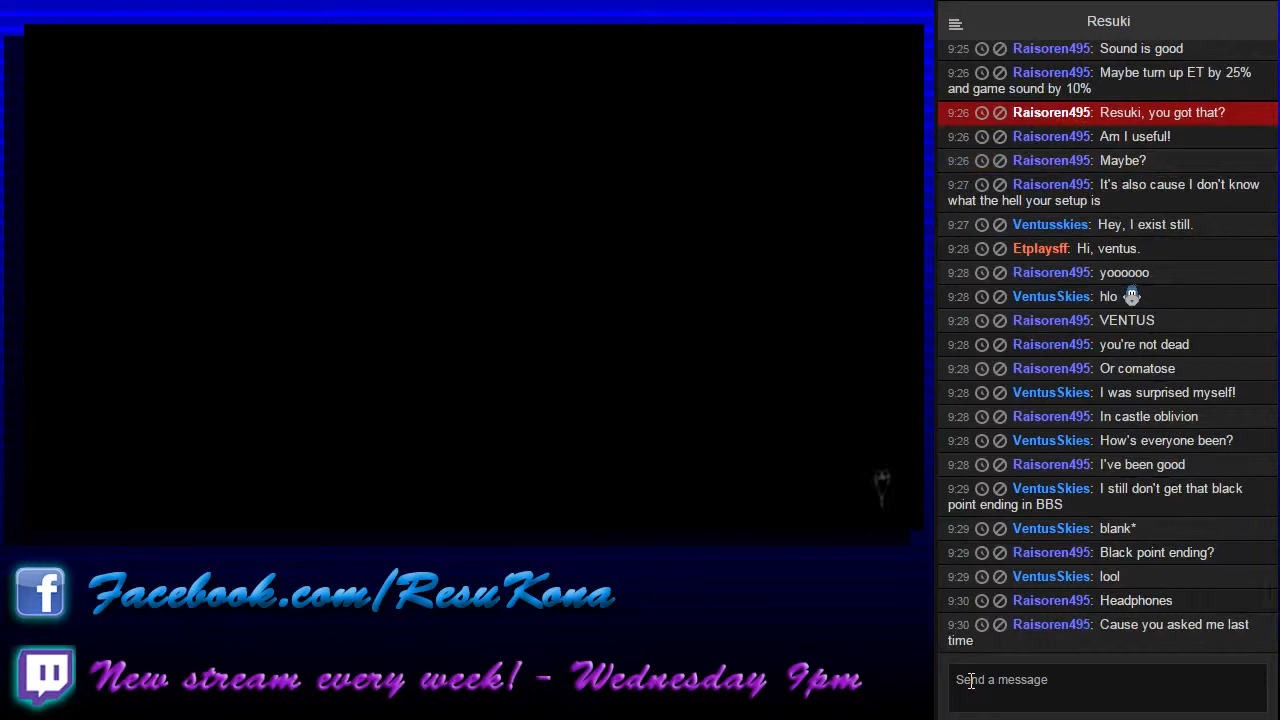 Resuki
9:25 Raisoren495: Sound is good
9:26 Raisoren495: Maybe turn up ET by 25%
and game sound by 10%
9:26 Raisoren495: Resuki, you got that?
9:26 Raisoren495: Am I useful!
9:26 Raisoren495: Maybe?
9:27 Raisoren495: It's also cause I don't know
what the hell your setup is
9:27 Ventusskies: Hey, I exist still.
9:28 Etplaysff: Hi, ventus.
9:28 Raisoren495: yoooooo
9:28 VentusSkies: hlo
9:28 Raisoren495: VENTUS
9:28 Raisoren495: you're not dead
9:28 Raisoren495: Or comatose
9:28 VentusSkies: I was surprised myself!
9:28 Raisoren495: In castle oblivion
9:28 VentusSkies: How's everyone been?
9:28 Raisoren495: I've been good
9:29 VentusSkies: I still don't get that black
point ending in BBS
9:29 VentusSkies: blank*
9:29 Raisoren495: Black point ending?
9:29 VentusSkies: lool
9:30 Raisoren495: Headphones
9:30 Raisoren495: Cause you asked me last
time
Send a message
f Facebook.com/ResuKona
New stream every week! - Wednesday 9pm